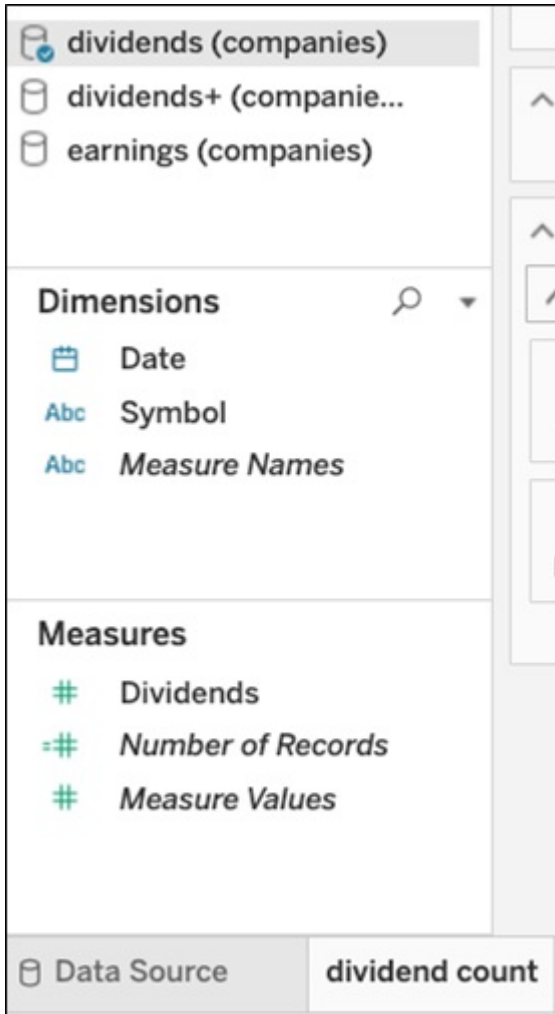 dividends (companies)
dividends+ (companie...
earnings (companies)
Dimensions
Date
Abc Symbol
Abc Measure Names
Measures
# Dividends
=# Number of Records
# Measure Values
Data Source
dividend count